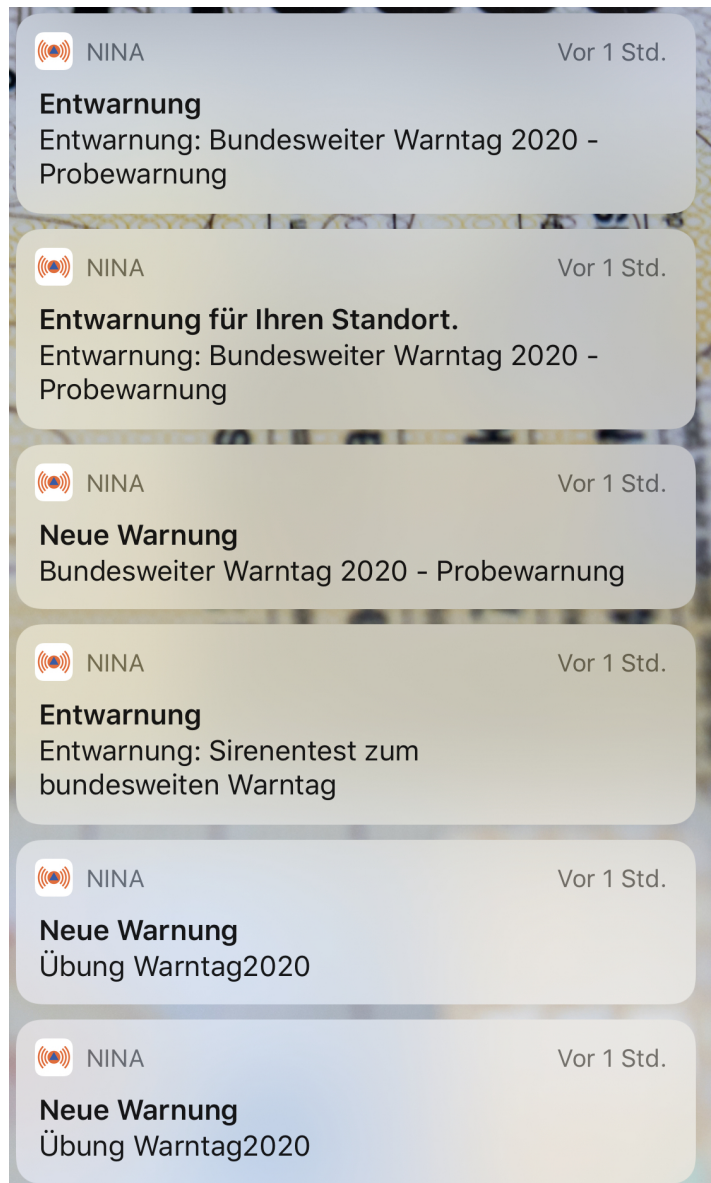 NINA Vor 1 Std.
Entwarnung
Entwarnung: Bundesweiter Warntag 2020 -
Probewarnung
NINA Vor 1 Std.
Entwarnung für Ihren Standort.
Entwarnung: Bundesweiter Warntag 2020 -
Probewarnung
NINA Vor 1 Std.
Neue Warnung
Bundesweiter Warntag 2020 - Probewarnung
NINA Vor 1 Std.
Entwarnung
Entwarnung: Sirenentest zum
bundesweiten Warntag
NINA Vor 1 Std.
Neue Warnung
Übung Warntag2020
NINA Vor 1 Std.
Neue Warnung
Übung Warntag2020